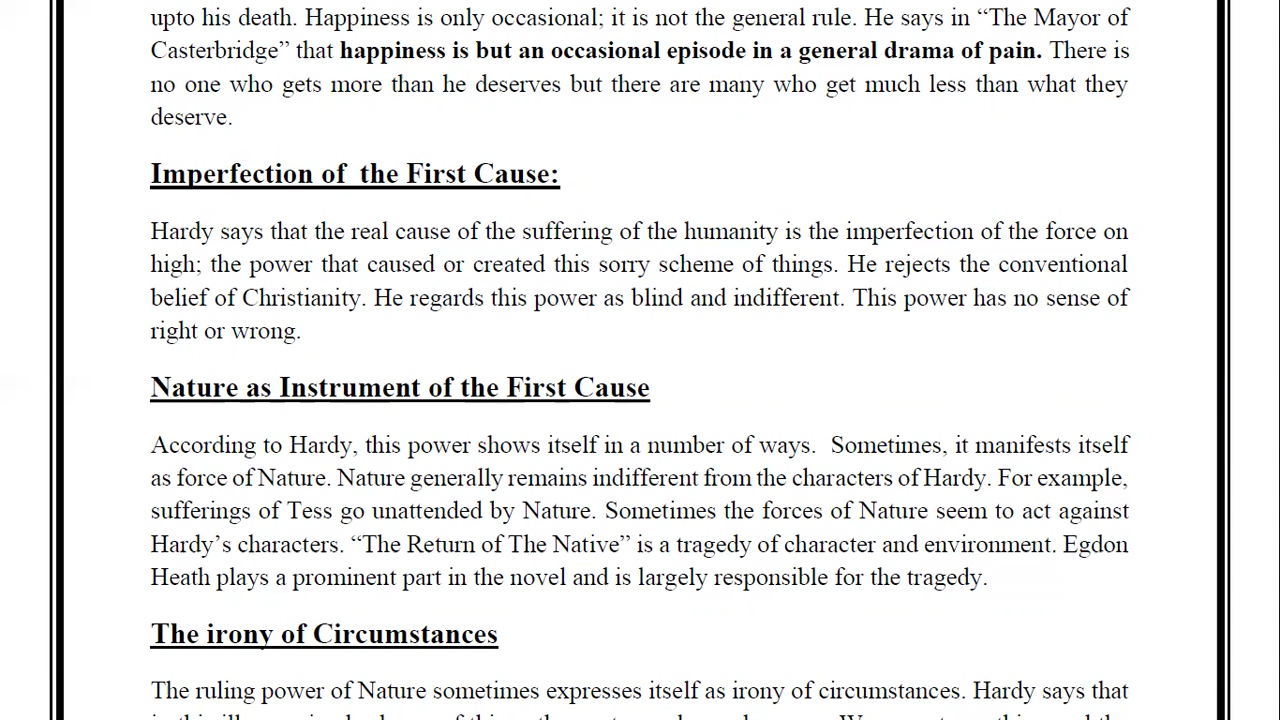 upto his death. Happiness is only occasional; it is not the general rule. He says in “The Mayor of
Casterbridge” that happiness is but an occasional episode in a general drama of pain. There is
no one who gets more than he deserves but there are many who get much less than what they
deserve.
Imperfection of  the First Cause:
Hardy says that the real cause of the suffering of the humanity is the imperfection of the force on
high; the power that caused or created this sorry scheme of things. He rejects the conventional
belief of Christianity. He regards this power as blind and indifferent. This power has no sense of
right or wrong.
Nature as Instrument of the First Cause
According to Hardy, this power shows itself in a number of ways.  Sometimes, it manifests itself
as force of Nature. Nature generally remains indifferent from the characters of Hardy. For example,
sufferings of Tess go unattended by Nature. Sometimes the forces of Nature seem to act against
Hardy’s characters. “The Return of The Native” is a tragedy of character and environment. Egdon
Heath plays a prominent part in the novel and is largely responsible for the tragedy.
The irony of Circumstances
The ruling power of Nature sometimes expresses itself as irony of circumstances. Hardy says that